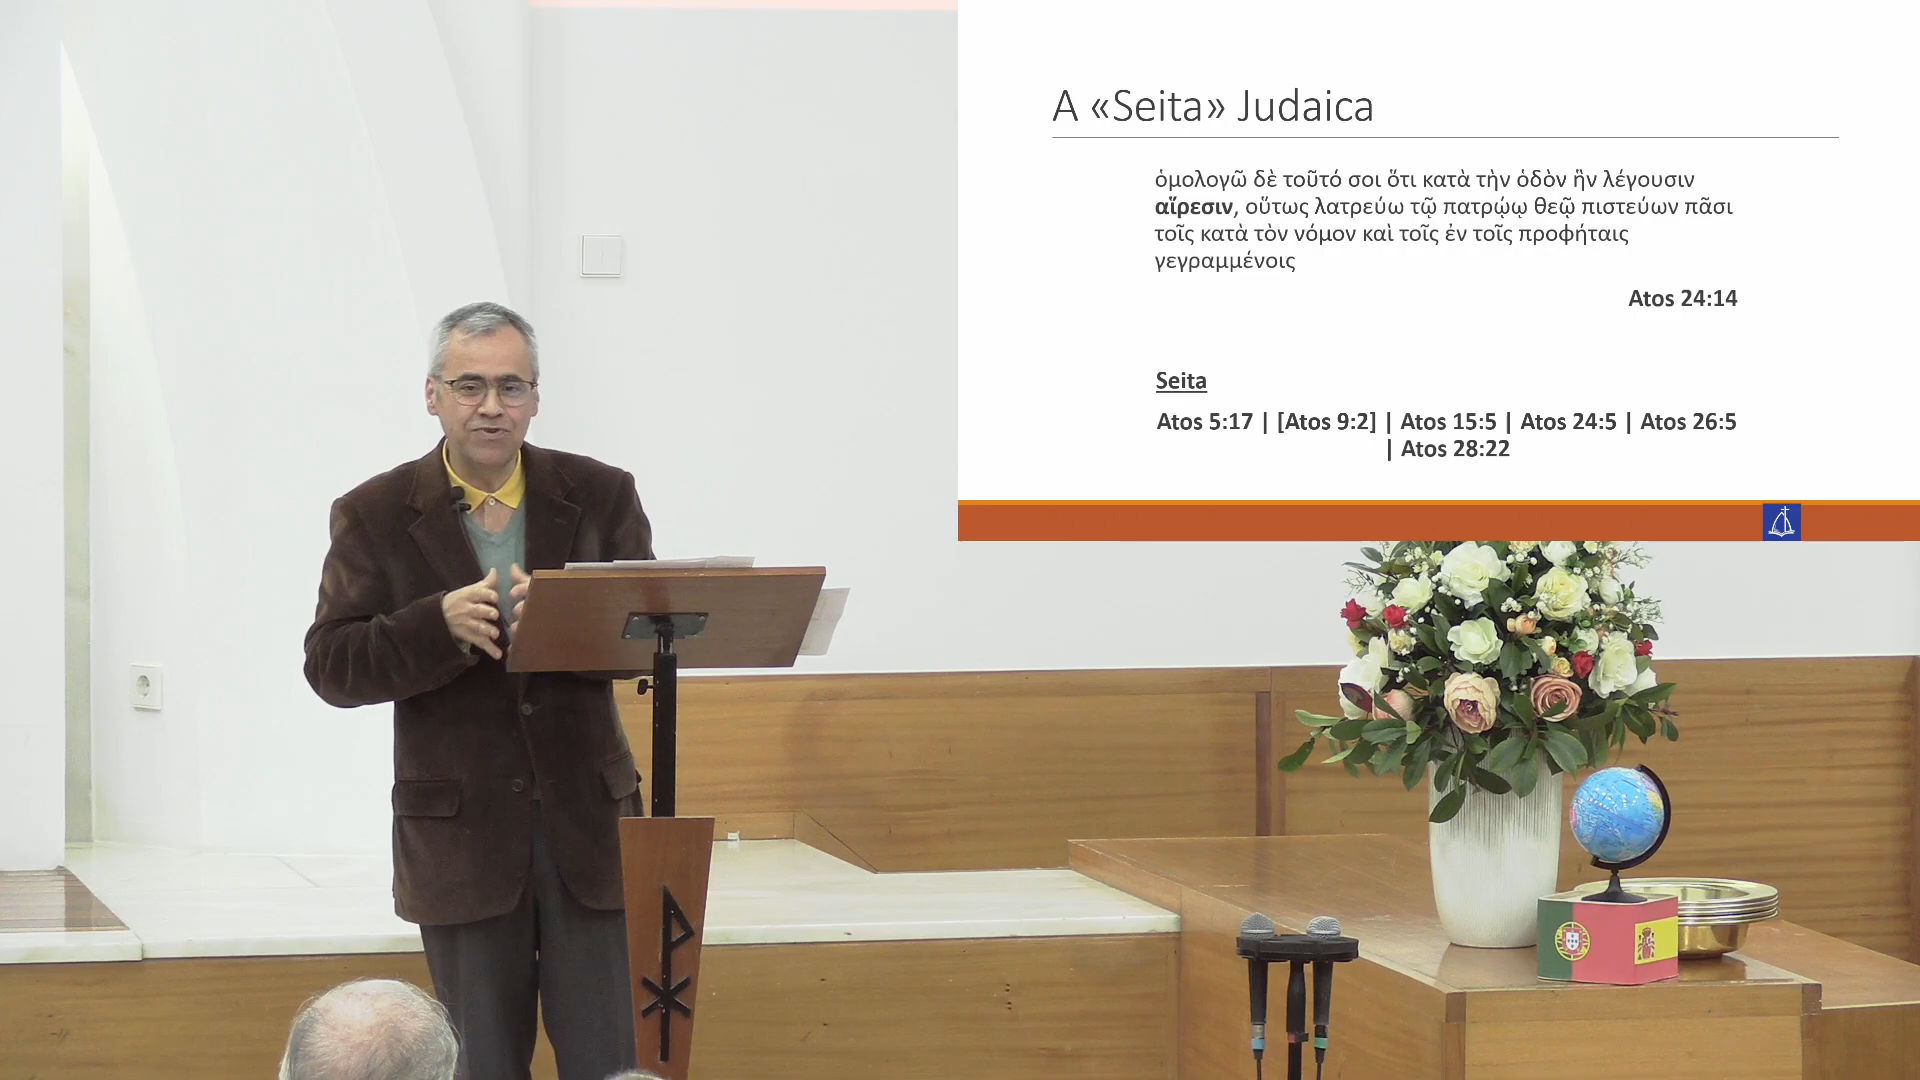 A «Seita» Judaica
ὁμολογῶ δὲ τοῦτό σοι ὅτι κατὰ τὴν ὁδὸν ἣν λέγουσιν
αἵρεσιν, οὕτως λατρεύω τῷ πατρῴῳ θεῷ πιστεύων πᾶσι
τοῖς κατὰ τὸν νόμον καὶ τοῖς ἐν τοῖς προφήταις
γεγραμμένοις
Atos 24:14
Seita
Atos 5:17 | [Atos 9:2] | Atos 15:5 | Atos 24:5 | Atos 26:5
| Atos 28:22